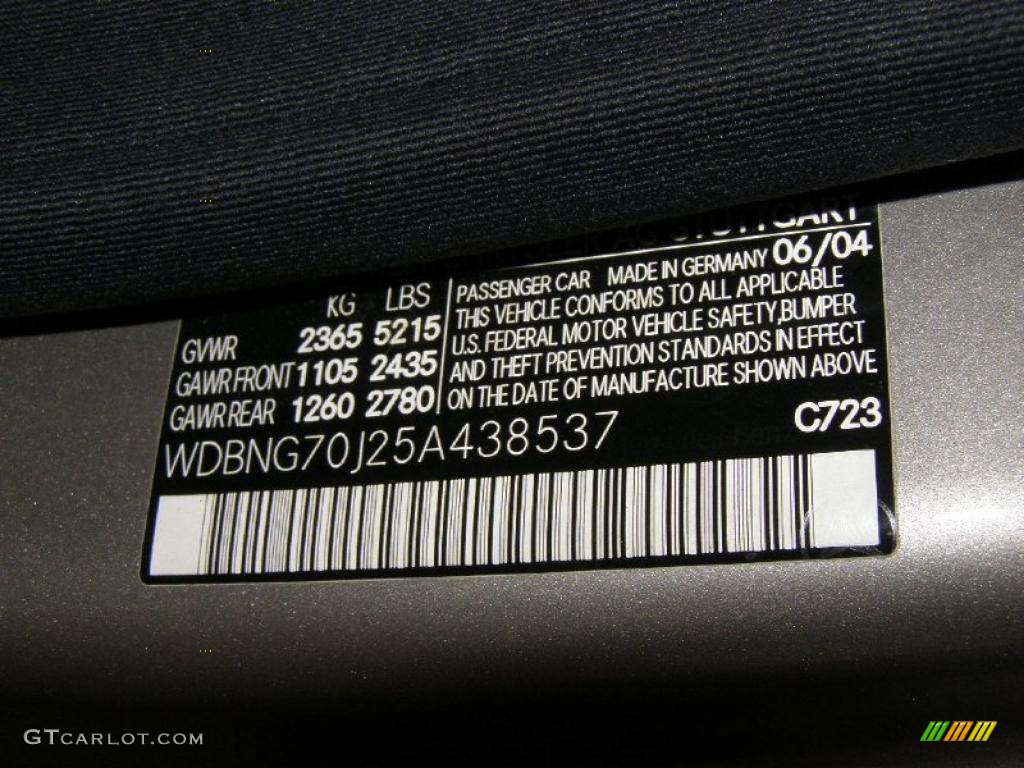 STUTTGART
KG LBS
GVWR 2365 5215
GAWR FRONT 1105 2435
GAWR REAR 1260 2780
PASSENGER CAR MADE IN GERMANY 06/04
THIS VEHICLE CONFORMS TO ALL APPLICABLE
U.S. FEDERAL MOTOR VEHICLE SAFETY,BUMPER
AND THEFT PREVENTION STANDARDS IN EFFECT
ON THE DATE OF MANUFACTURE SHOWN ABOVE
WDBNG70J25A438537
C723
GTCARLOT.COM